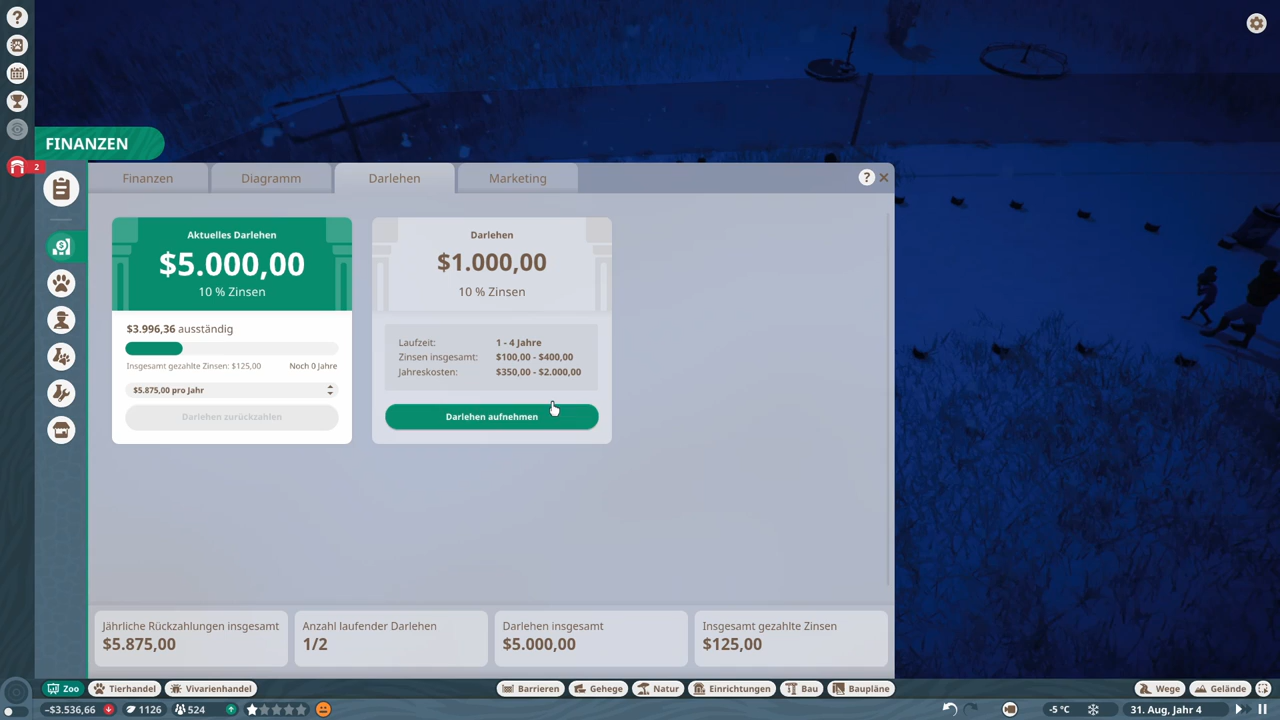 ?
2
FINANZEN
Finanzen
Diagramm
Darlehen
Marketing
?
Aktuelles Darlehen
$5.000,00
10 % Zinsen
$3.996,36 ausständig
Insgesamt gezahlte Zinsen: $125,00
Noch 0 Jahre
$5.875,00 pro Jahr
Darlehen zurückzahlen
Darlehen
$1.000,00
10 % Zinsen
Laufzeit: 1 - 4 Jahre
Zinsen insgesamt: $100,00 - $400,00
Jahreskosten: $350,00 - $2.000,00
Darlehen aufnehmen
Jährliche Rückzahlungen insgesamt
$5.875,00
Anzahl laufender Darlehen
1/2
Darlehen insgesamt
$5.000,00
Insgesamt gezahlte Zinsen
$125,00
Zoo
Tierhandel
Vivarienhandel
Barrieren
Gehege
Natur
Einrichtungen
Bau
Baupläne
Wege
Gelände
-$3.536,66
1126
524
-5 °C
31. Aug, Jahr 4